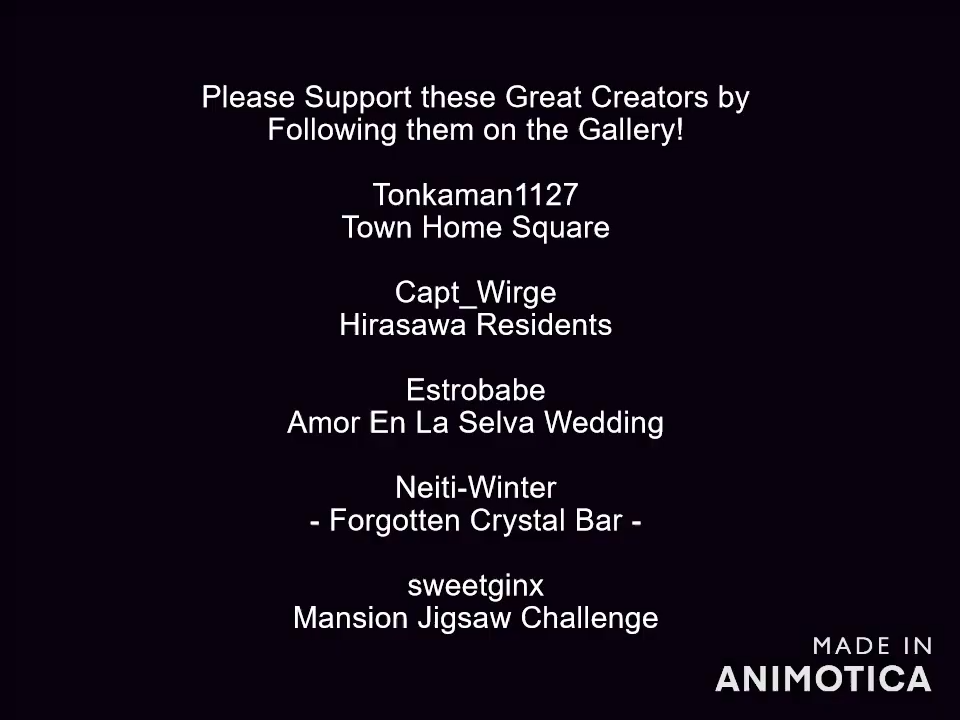 Please Support these Great Creators by
Following them on the Gallery!
Tonkaman1127
Town Home Square
Capt_Wirge
Hirasawa Residents
Estrobabe
Amor En La Selva Wedding
Neiti-Winter
- Forgotten Crystal Bar -
sweetginx
Mansion Jigsaw Challenge
MADE IN
ANIMOTICA